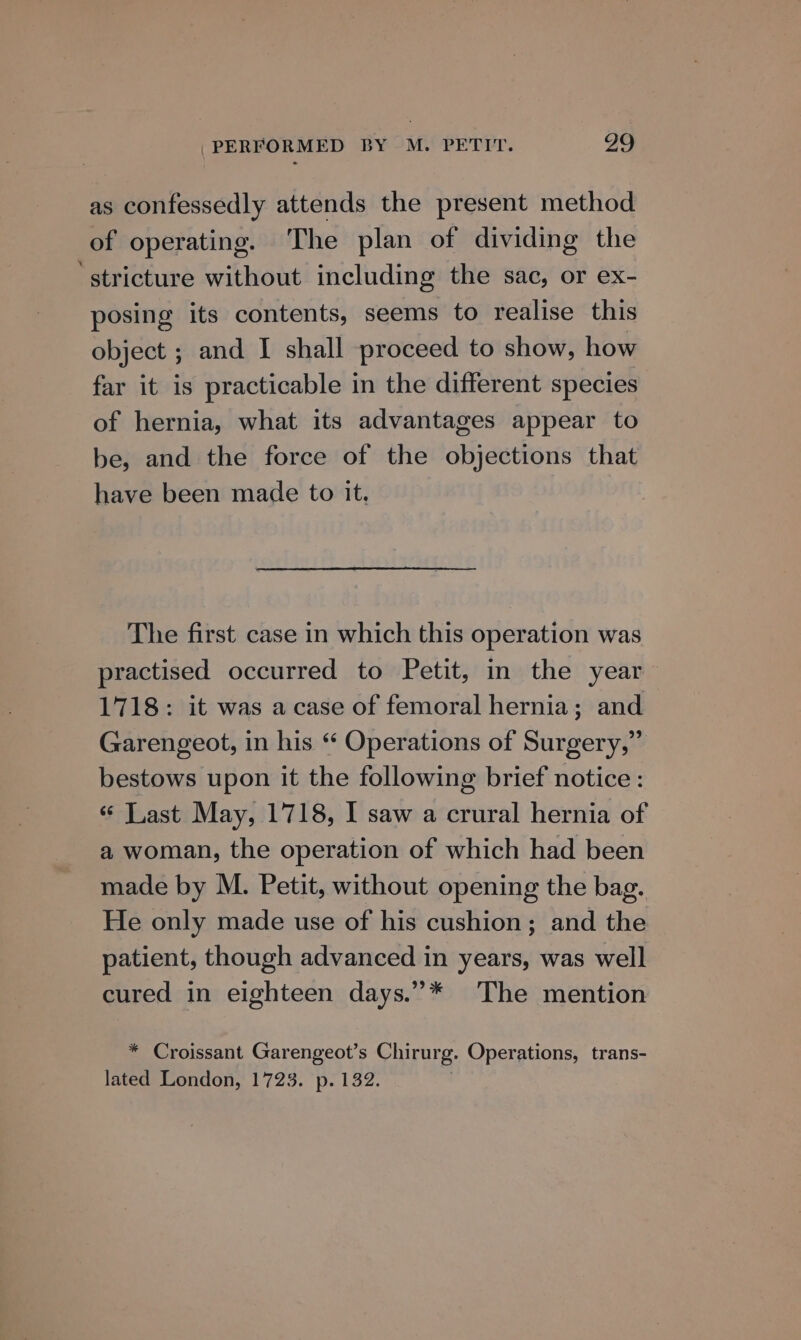 PERFORMED BY M. PETIT. 29
as confessedly attends the present method
of operating. The plan of dividing the
stricture without including the sac, or ex-
posing its contents, seems to realise this
object ; and I shall proceed to show, how
far it is practicable in the different species
of hernia, what its advantages appear to
be, and the force of the objections that
have been made to it.
The first case in which this operation was
practised occurred to Petit, in the year
1718: it was a case of femoral hernia; and
Garengeot, in his “ Operations of Surgery,”
bestows upon it the following brief notice:
“ Last May, 1718, I saw a crural hernia of
a woman, the operation of which had been
made by M. Petit, without opening the bag.
He only made use of his cushion; and the
patient, though advanced in years, was well
cured in eighteen days.”* The mention
* Croissant Garengeot’s Chirurg. Operations, trans-
lated London, 1723. p. 132.